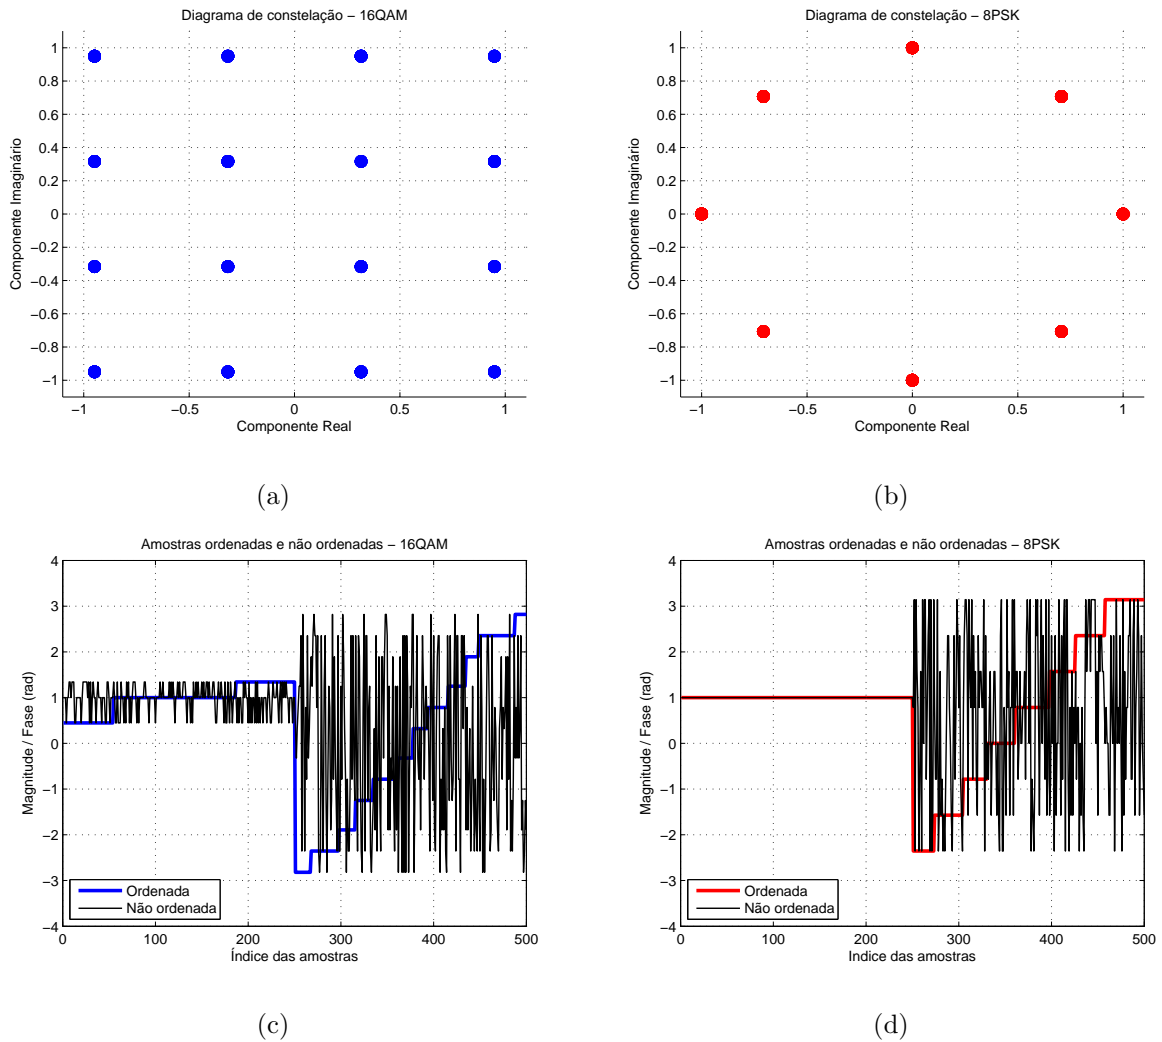 Diagrama de constelação − 16QAM
Componente Imaginário
1
0.8
0.6
0.4
0.2
0
−0.2
−0.4
−0.6
−0.8
−1
−1 −0.5 0 0.5 1
Componente Real
(a)
Diagrama de constelação − 8PSK
Componente Imaginário
1
0.8
0.6
0.4
0.2
0
−0.2
−0.4
−0.6
−0.8
−1
−1 −0.5 0 0.5 1
Componente Real
(b)
Amostras ordenadas e não ordenadas − 16QAM
Magnitude / Fase (rad)
4
3
2
1
0
−1
−2
−3
−4
Ordenada
Não ordenada
0 100 200 300 400 500
Índice das amostras
(c)
Amostras ordenadas e não ordenadas − 8PSK
Magnitude / Fase (rad)
4
3
2
1
0
−1
−2
−3
−4
Ordenada
Não ordenada
0 100 200 300 400 500
Indice das amostras
(d)